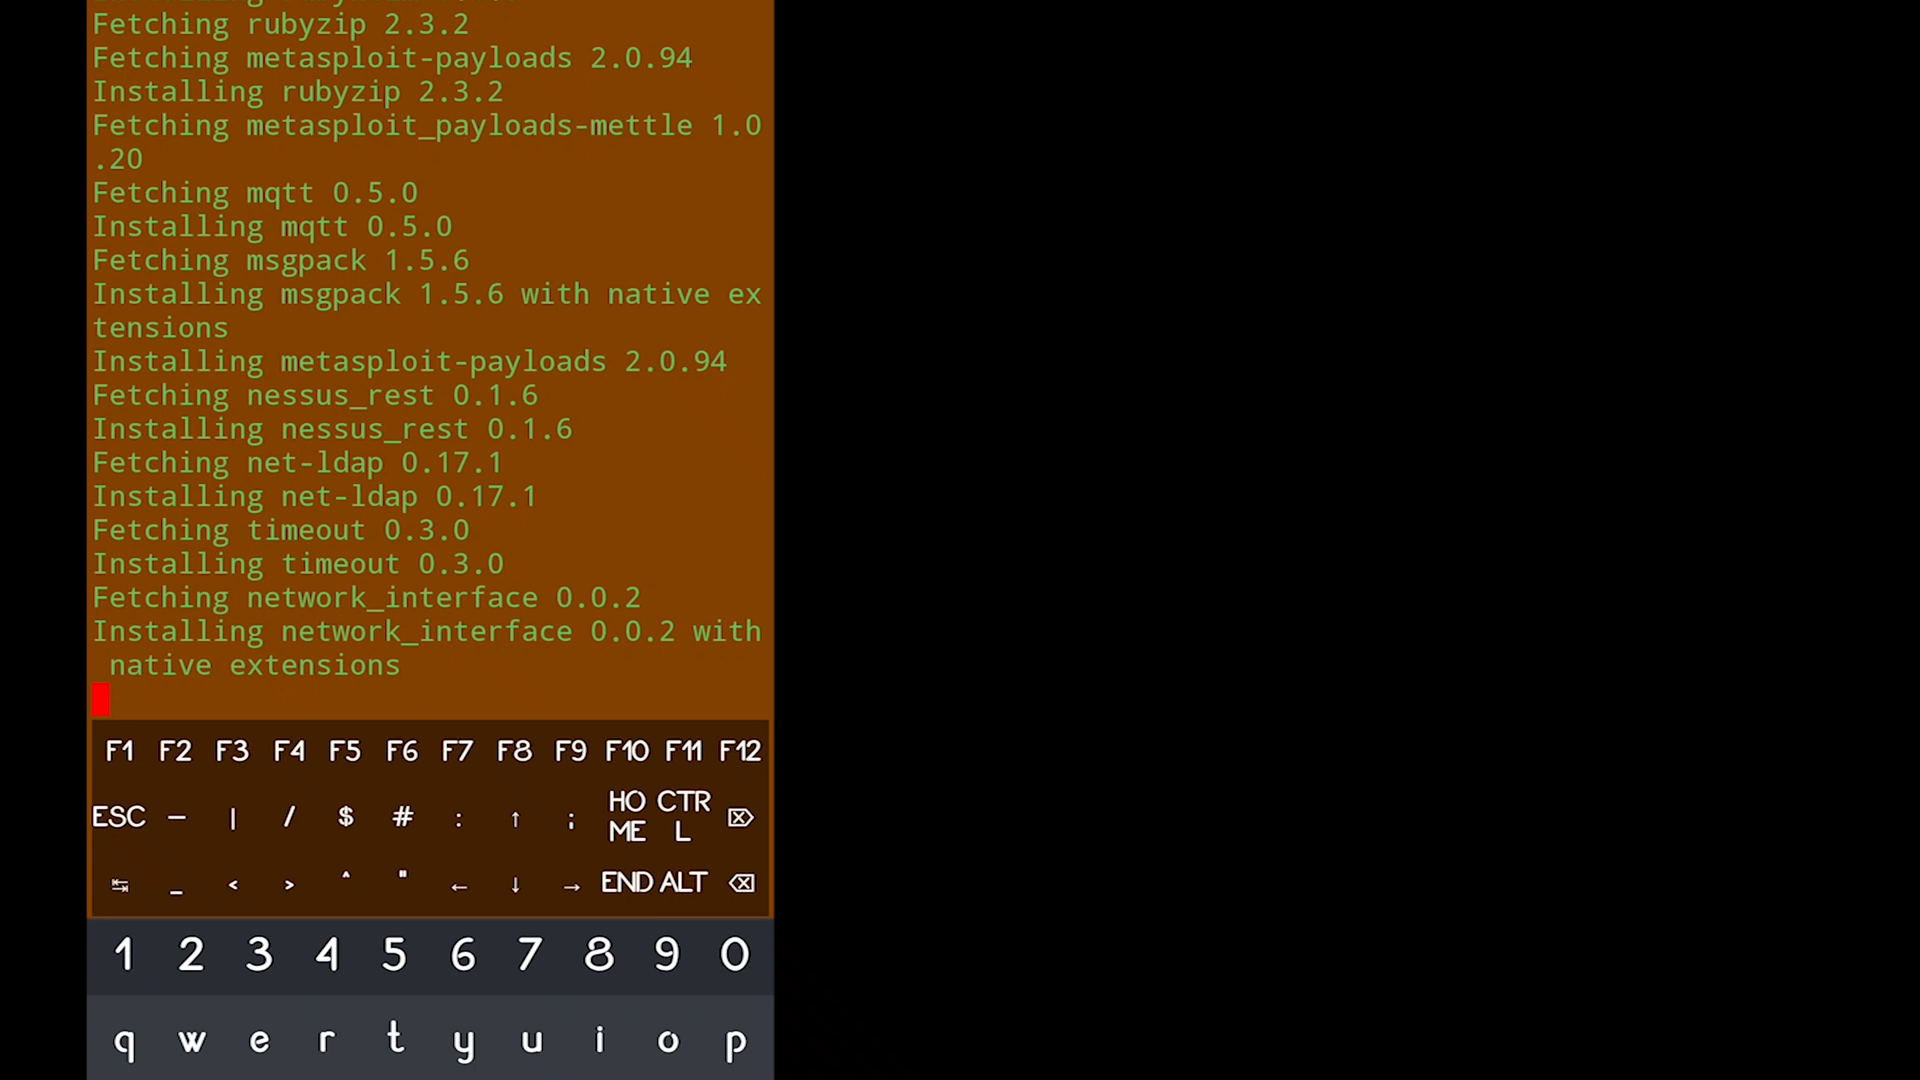 Fetching rubyzip 2.3.2
Fetching metasploit-payloads 2.0.94
Installing rubyzip 2.3.2
Fetching metasploit_payloads-mettle 1.0
.20
Fetching mqtt 0.5.0
Installing mqtt 0.5.0
Fetching msgpack 1.5.6
Installing msgpack 1.5.6 with native ex
tensions
Installing metasploit-payloads 2.0.94
Fetching nessus_rest 0.1.6
Installing nessus_rest 0.1.6
Fetching net-ldap 0.17.1
Installing net-ldap 0.17.1
Fetching timeout 0.3.0
Installing timeout 0.3.0
Fetching network_interface 0.0.2
Installing network_interface 0.0.2 with
native extensions
F1 F2 F3 F4 F5 F6 F7 F8 F9 F10 F11 F12
ESC — | / $ # : ↑ ; HOME CTRL ⌦
↹ _ < > ^ " ← ↓ → END ALT ⌫
1 2 3 4 5 6 7 8 9 0
q w e r t y u i o p